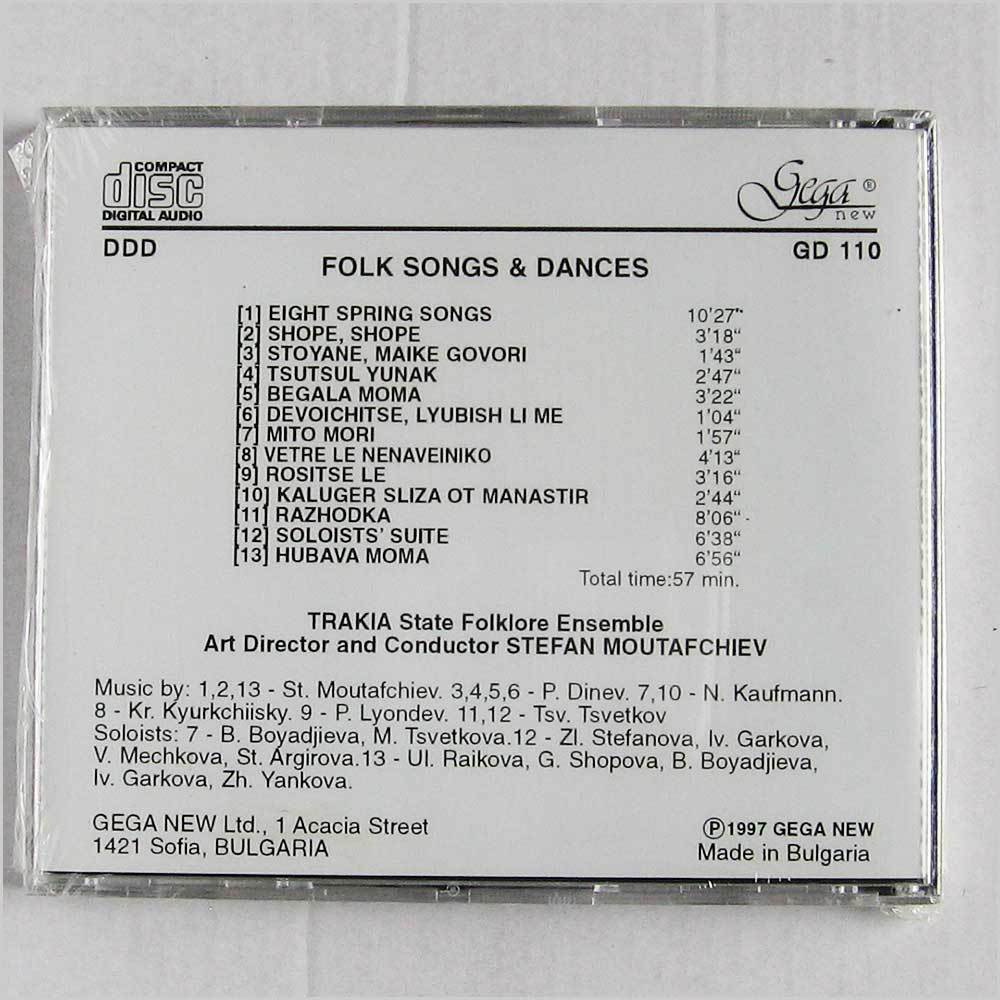 COMPACT
disc
DIGITAL AUDIO
Gega ®
new
DDD
GD 110
FOLK SONGS & DANCES
[1] EIGHT SPRING SONGS 10'27"
[2] SHOPE, SHOPE 3'18"
[3] STOYANE, MAIKE GOVORI 1'43"
[4] TSUTSUL YUNAK 2'47"
[5] BEGALA MOMA 3'22"
[6] DEVOICHITSE, LYUBISH LI ME 1'04"
[7] MITO MORI 1'57"
[8] VETRE LE NENAVEINIKO 4'13"
[9] ROSITSE LE 3'16"
[10] KALUGER SLIZA OT MANASTIR 2'44"
[11] RAZHODKA 8'06"
[12] SOLOISTS' SUITE 6'38"
[13] HUBAVA MOMA 6'56"
Total time:57 min.
TRAKIA State Folklore Ensemble
Art Director and Conductor STEFAN MOUTAFCHIEV
Music by: 1,2,13 - St. Moutafchiev. 3,4,5,6 - P. Dinev. 7,10 - N. Kaufmann.
8 - Kr. Kyurkchiisky. 9 - P. Lyondev. 11,12 - Tsv. Tsvetkov
Soloists: 7 - B. Boyadjieva, M. Tsvetkova.12 - Zl. Stefanova, Iv. Garkova,
V. Mechkova, St. Argirova.13 - Ul. Raikova, G. Shopova, B. Boyadjieva,
Iv. Garkova, Zh. Yankova.
GEGA NEW Ltd., 1 Acacia Street
1421 Sofia, BULGARIA
Ⓟ1997 GEGA NEW
Made in Bulgaria